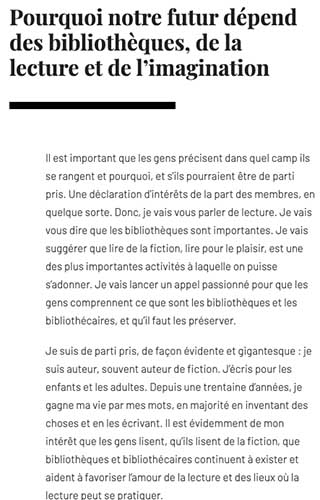 Pourquoi notre futur dépend
des bibliothèques, de la
lecture et de l'imagination
Il est important que les gens précisent dans quel camp ils
se rangent et pourquoi, et s'ils pourraient être de parti
pris. Une déclaration d'intérêts de la part des membres, en
quelque sorte. Donc, je vais vous parler de lecture. Je vais
vous dire que les bibliothèques sont importantes. Je vais
suggérer que lire de la fiction, lire pour le plaisir, est une
des plus importantes activités à laquelle on puisse
s'adonner. Je vais lancer un appel passionné pour que les
gens comprennent ce que sont les bibliothèques et les
bibliothécaires, et qu'il faut les préserver.
Je suis de parti pris, de façon évidente et gigantesque : je
suis auteur, souvent auteur de fiction. J'écris pour les
enfants et les adultes. Depuis une trentaine d'années, je
gagne ma vie par mes mots, en majorité en inventant des
choses et en les écrivant. Il est évidemment de mon
intérêt que les gens lisent, qu'ils lisent de la fiction, que
bibliothèques et bibliothécaires continuent à exister et
aident à favoriser l'amour de la lecture et des lieux où la
lecture peut se pratiquer.